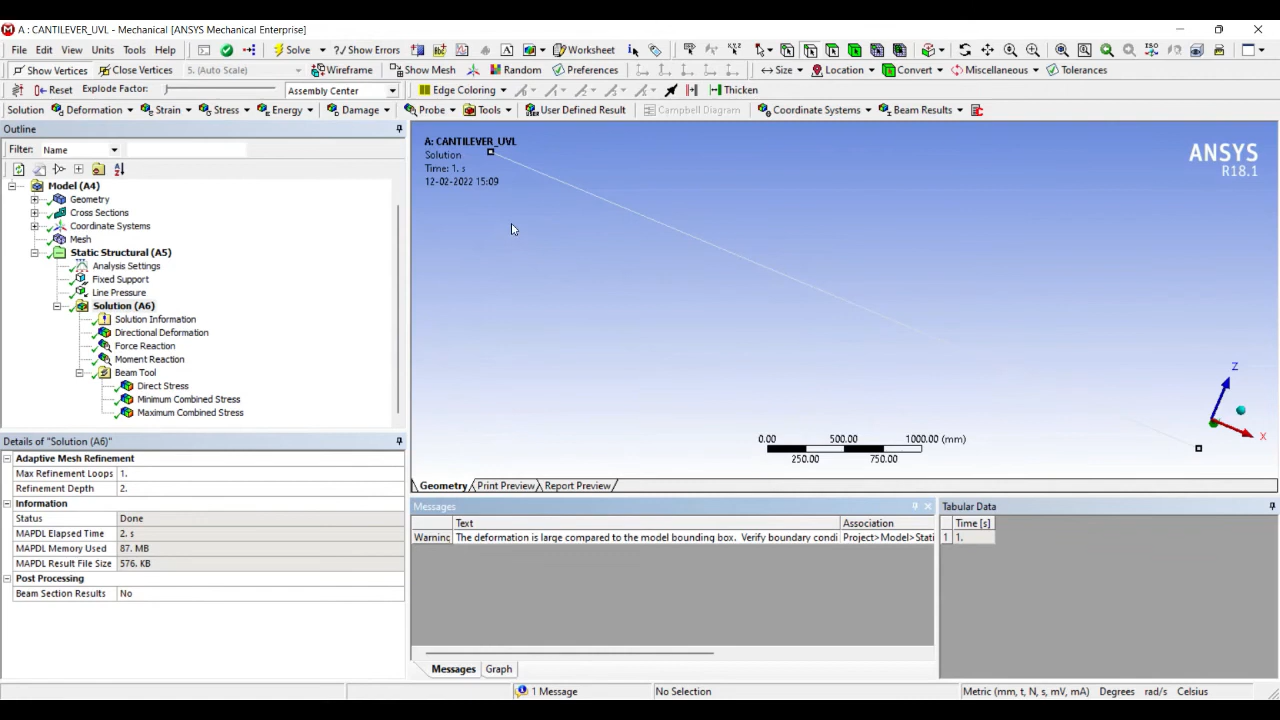 A : CANTILEVER_UVL - Mechanical [ANSYS Mechanical Enterprise]
File Edit View Units Tools Help Solve ?/ Show Errors Worksheet
Show Vertices Close Vertices 5. (Auto Scale) Wireframe Show Mesh Random Preferences Size Location Convert Miscellaneous Tolerances
Reset Explode Factor: Assembly Center Edge Coloring Thicken
Solution Deformation Strain Stress Energy Damage Probe Tools User Defined Result Campbell Diagram Coordinate Systems Beam Results
Outline
Filter: Name
Model (A4)
Geometry
Cross Sections
Coordinate Systems
Mesh
Static Structural (A5)
Analysis Settings
Fixed Support
Line Pressure
Solution (A6)
Solution Information
Directional Deformation
Force Reaction
Moment Reaction
Beam Tool
Direct Stress
Minimum Combined Stress
Maximum Combined Stress
Details of "Solution (A6)"
Adaptive Mesh Refinement
Max Refinement Loops 1.
Refinement Depth 2.
Information
Status Done
MAPDL Elapsed Time 2. s
MAPDL Memory Used 87. MB
MAPDL Result File Size 576. KB
Post Processing
Beam Section Results No
A: CANTILEVER_UVL
Solution
Time: 1. s
12-02-2022 15:09
ANSYS
R18.1
Z
X
0.00 500.00 1000.00 (mm)
250.00 750.00
Geometry Print Preview Report Preview
Messages
Text Association
Warning The deformation is large compared to the model bounding box. Verify boundary condi Project>Model>Stati
Messages Graph
Tabular Data
Time [s]
1 1.
1 Message No Selection Metric (mm, t, N, s, mV, mA) Degrees rad/s Celsius